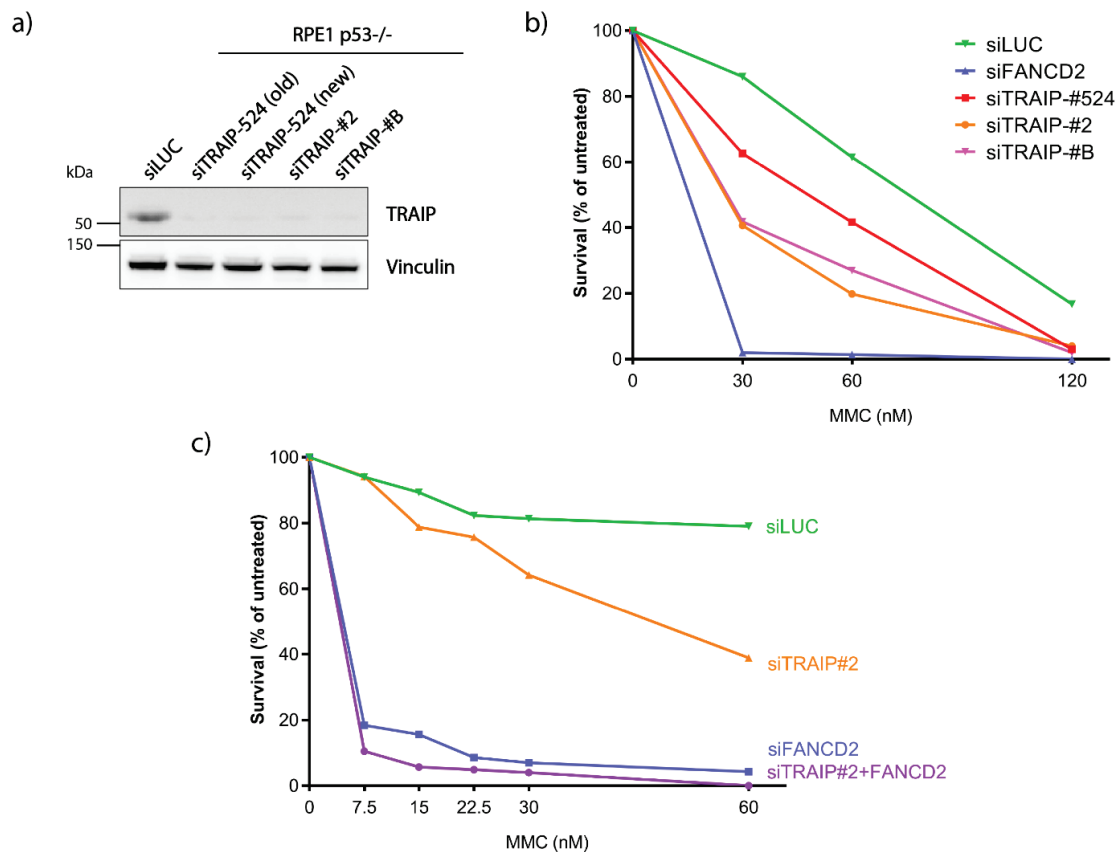 a)
RPE1 p53-/-
siLUC
siTRAIP-524 (old)
siTRAIP-524 (new)
siTRAIP-#2
siTRAIP-#B
kDa
50
TRAIP
150
Vinculin
b)
Survival (% of untreated)
100
80
60
40
20
0
0
30
60
120
MMC (nM)
siLUC
siFANCD2
siTRAIP-#524
siTRAIP-#2
siTRAIP-#B
c)
Survival (% of untreated)
100
80
60
40
20
0
0
7.5
15
22.5
30
60
MMC (nM)
siLUC
siTRAIP#2
siFANCD2
siTRAIP#2+FANCD2